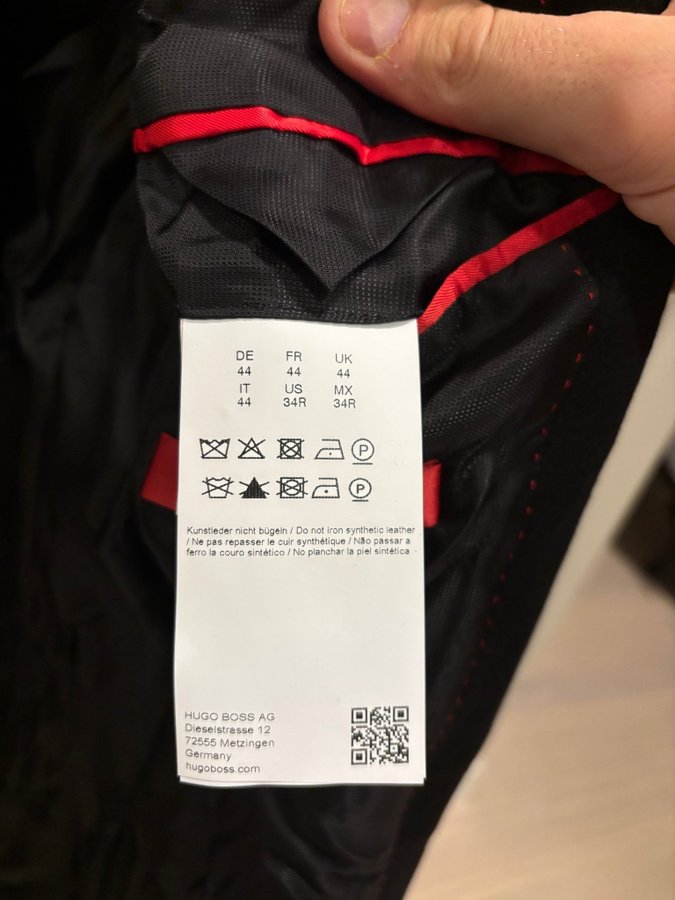 DE FR UK
44 44 44
IT US MX
44 34R 34R
P
P
Kunstleder nicht bügeln / Do not iron synthetic leather
/ Ne pas repasser le cuir synthétique / Não passar a
ferro la couro sintético / No planchar la piel sintética
HUGO BOSS AG
Dieselstrasse 12
72555 Metzingen
Germany
hugoboss.com